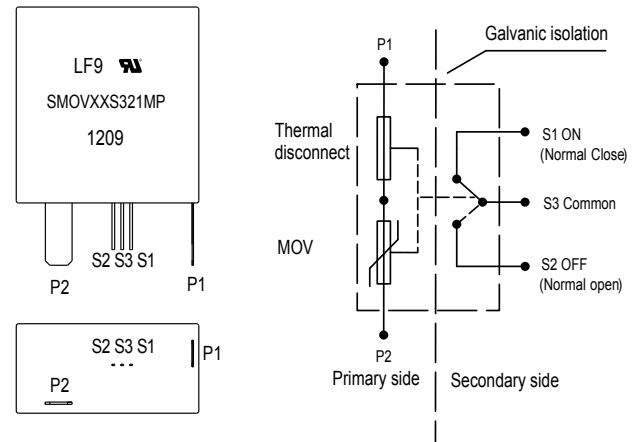 LF9
SMOVXXS321MP
1209
S2 S3 S1
P2
P1
S2 S3 S1
P1
P2
Galvanic isolation
P1
Thermal
disconnect
S1 ON
(Normal Close)
S3 Common
MOV
S2 OFF
(Normal open)
P2
Primary side
Secondary side